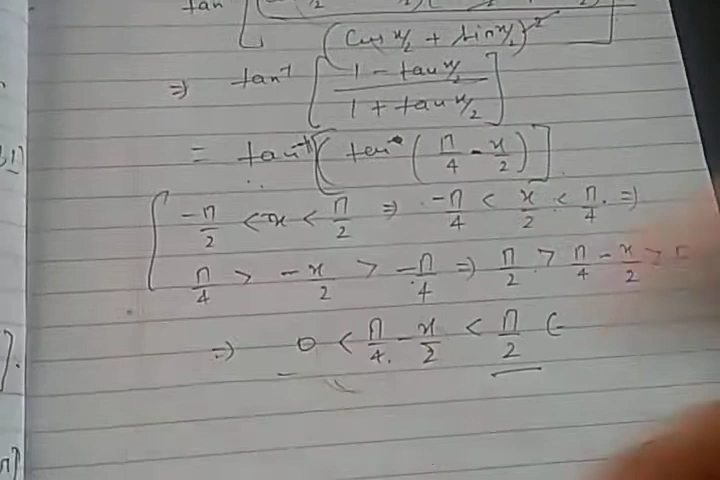 tan
(Cos x/2 + Sin x/2)²
⇒ tan⁻¹ [ (1 - tan x/2) / (1 + tan x/2) ]
= tan⁻¹ [ tan ( π/4 - x/2 ) ]
-π/2 < x < π/2 ⇒ -π/4 < x/2 < π/4 ⇒
π/4 > -x/2 > -π/4 ⇒ π/2 > π/4 - x/2 >
⇒ 0 < π/4 - x/2 < π/2 (